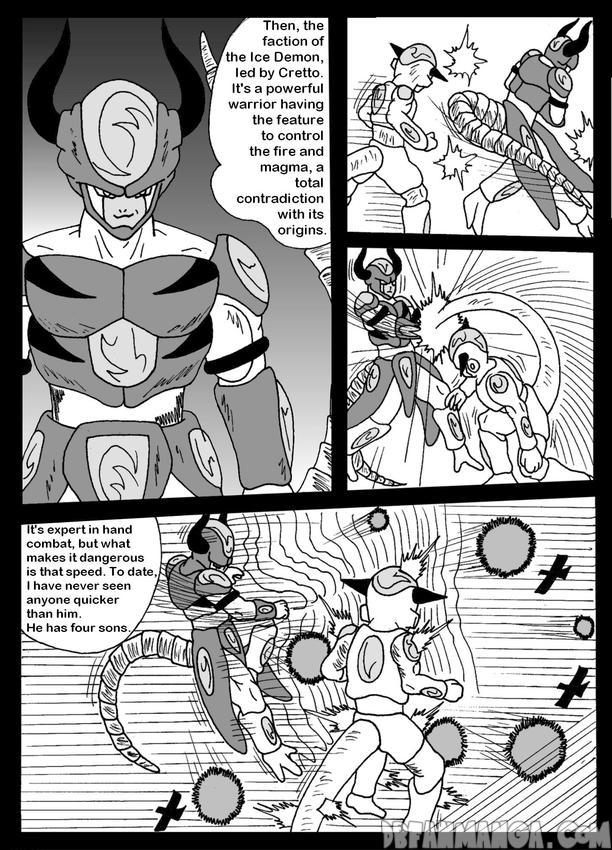 Then, the
faction of
the Ice Demon,
led by Cretto.
It's a powerful
warrior having
the feature
to control
the fire and
magma, a
total
contradiction
with its
origins.
It's expert in hand
combat, but what
makes it dangerous
is that speed. To date,
I have never seen
anyone quicker
than him.
He has four sons.
DBFANMANGA.COM